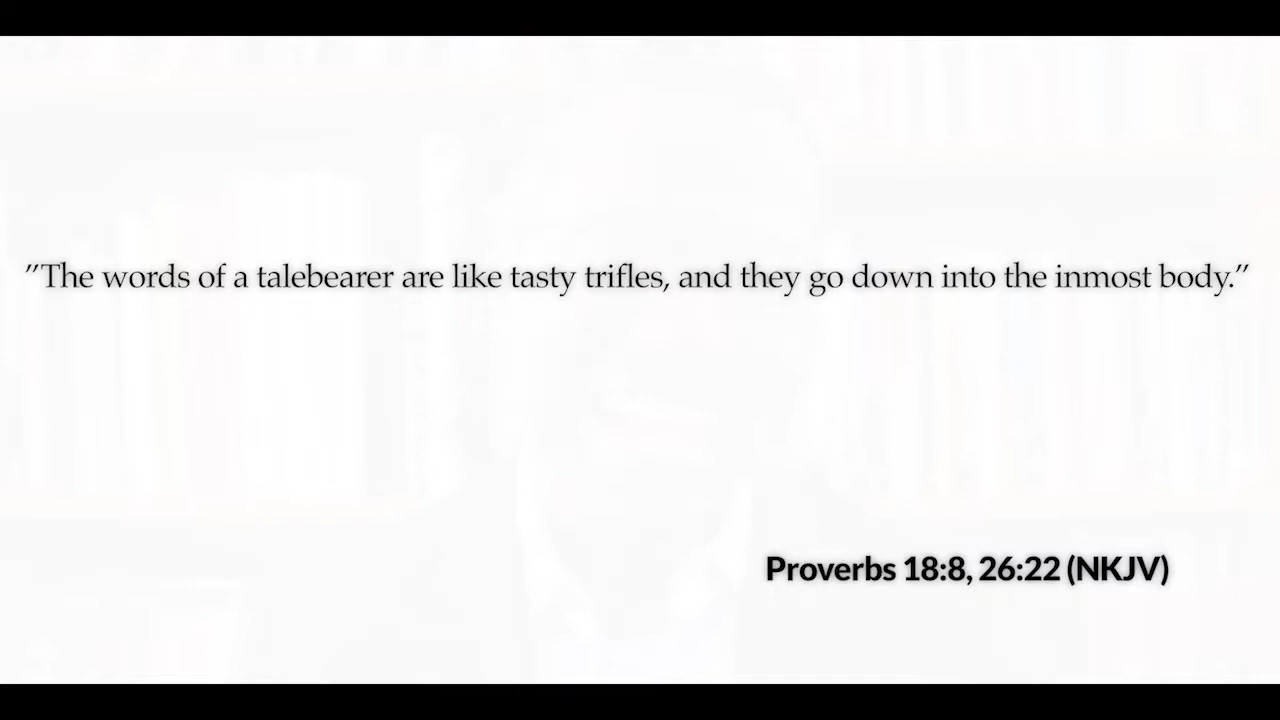 ”The words of a talebearer are like tasty trifles, and they go down into the inmost body.”
Proverbs 18:8, 26:22 (NKJV)